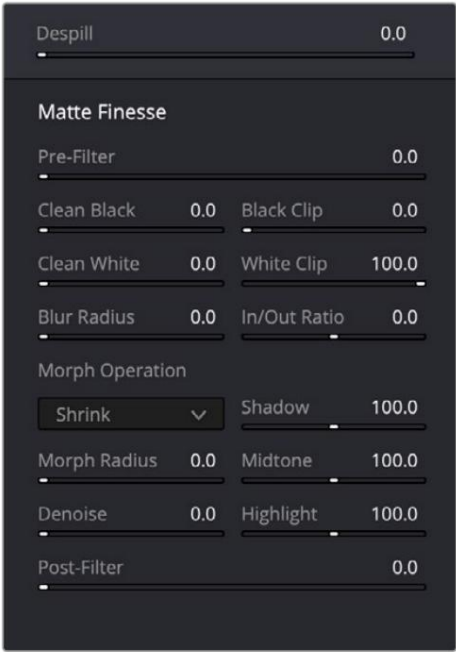 Despill 0.0
Matte Finesse
Pre-Filter 0.0
Clean Black 0.0 Black Clip 0.0
Clean White 0.0 White Clip 100.0
Blur Radius 0.0 In/Out Ratio 0.0
Morph Operation
Shrink Shadow 100.0
Morph Radius 0.0 Midtone 100.0
Denoise 0.0 Highlight 100.0
Post-Filter 0.0